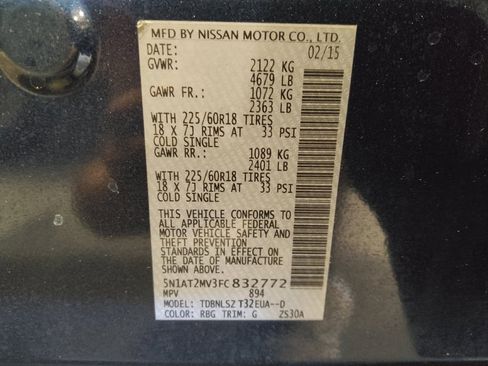 MFD BY NISSAN MOTOR CO., LTD.
DATE: 02/15
GVWR: 2122 KG
4679 LB
GAWR FR.: 1072 KG
2363 LB
WITH 225/60R18 TIRES
18 X 7J RIMS AT 33 PSI
COLD SINGLE
GAWR RR.: 1089 KG
2401 LB
WITH 225/60R18 TIRES
18 X 7J RIMS AT 33 PSI
COLD SINGLE
THIS VEHICLE CONFORMS TO
ALL APPLICABLE FEDERAL
MOTOR VEHICLE SAFETY AND
THEFT PREVENTION
STANDARDS IN EFFECT ON
THE DATE OF MANUFACTURE
SHOWN ABOVE.
5N1AT2MV3FC832772
MPV 894
MODEL: TDBNLSZ T32EUA--D
COLOR: RBG TRIM: G ZS30A